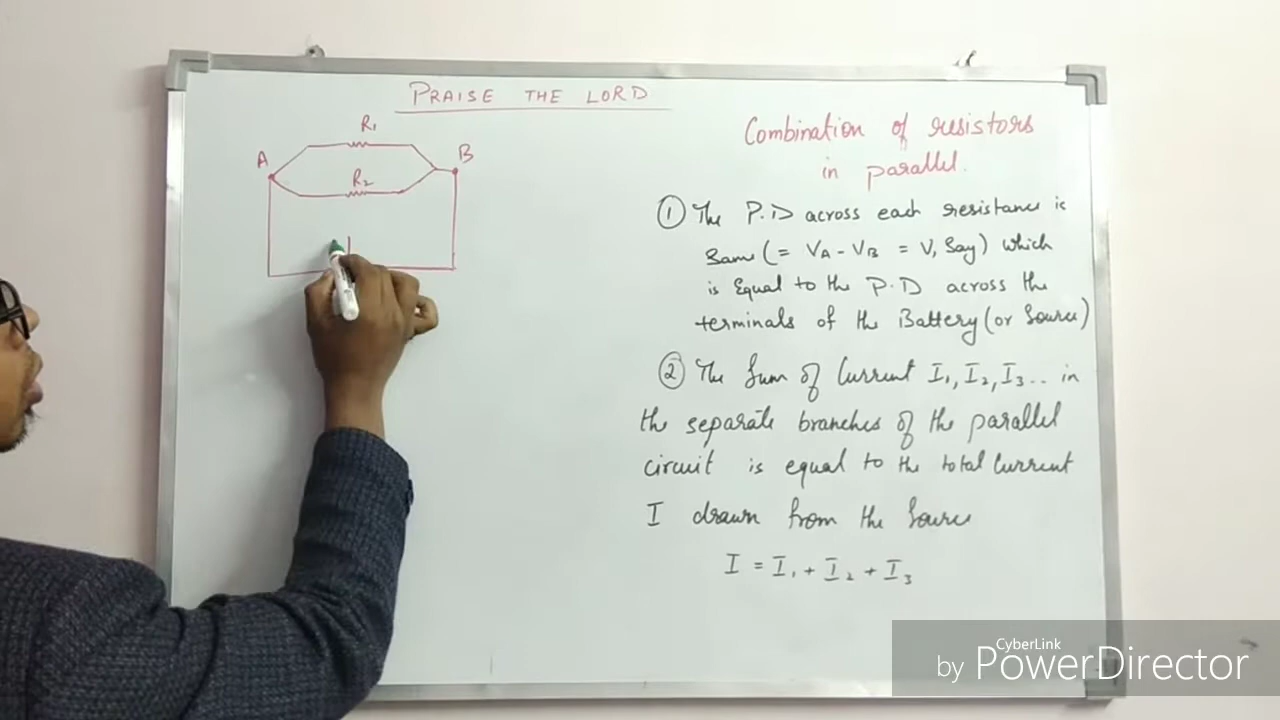 PRAISE THE LORD
R1
A
B
R2
Combination of resistors
in parallel.
① The P.D across each resistance is
Same (= VA - VB = V, Say) which
is Equal to the P.D across the
terminals of the Battery (or Source)
② The Sum of Current I1, I2, I3 .. in
the separate branches of the parallel
circuit is equal to the total Current
I drawn from the Source
I = I1 + I2 + I3
CyberLink
by PowerDirector